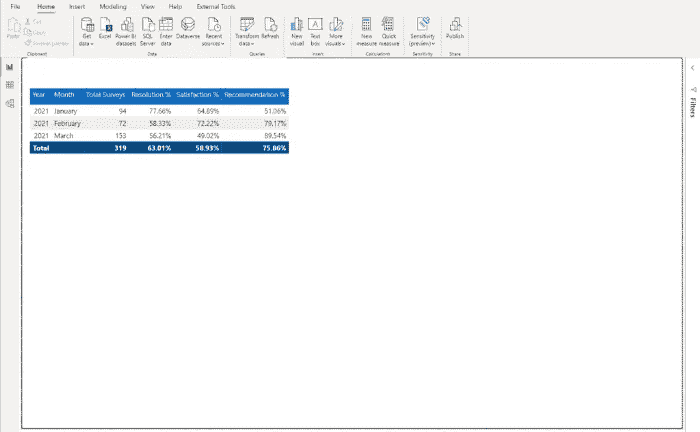 File Home Insert Modeling View Help External Tools
Paste Cut Copy Format painter
Get data Excel Power BI datasets SQL Server Enter data Dataverse Recent sources Transform data Refresh New visual Text box More visuals New measure Quick measure Sensitivity (preview) Publish
Clipboard Data Queries Insert Calculations Sensitivity Share
Filters
Year Month Total Surveys Resolution % Satisfaction % Recommendation %
2021 January 94 77.66% 64.89% 51.06%
2021 February 72 58.33% 72.22% 79.17%
2021 March 153 56.21% 49.02% 89.54%
Total 319 63.01% 58.93% 75.86%